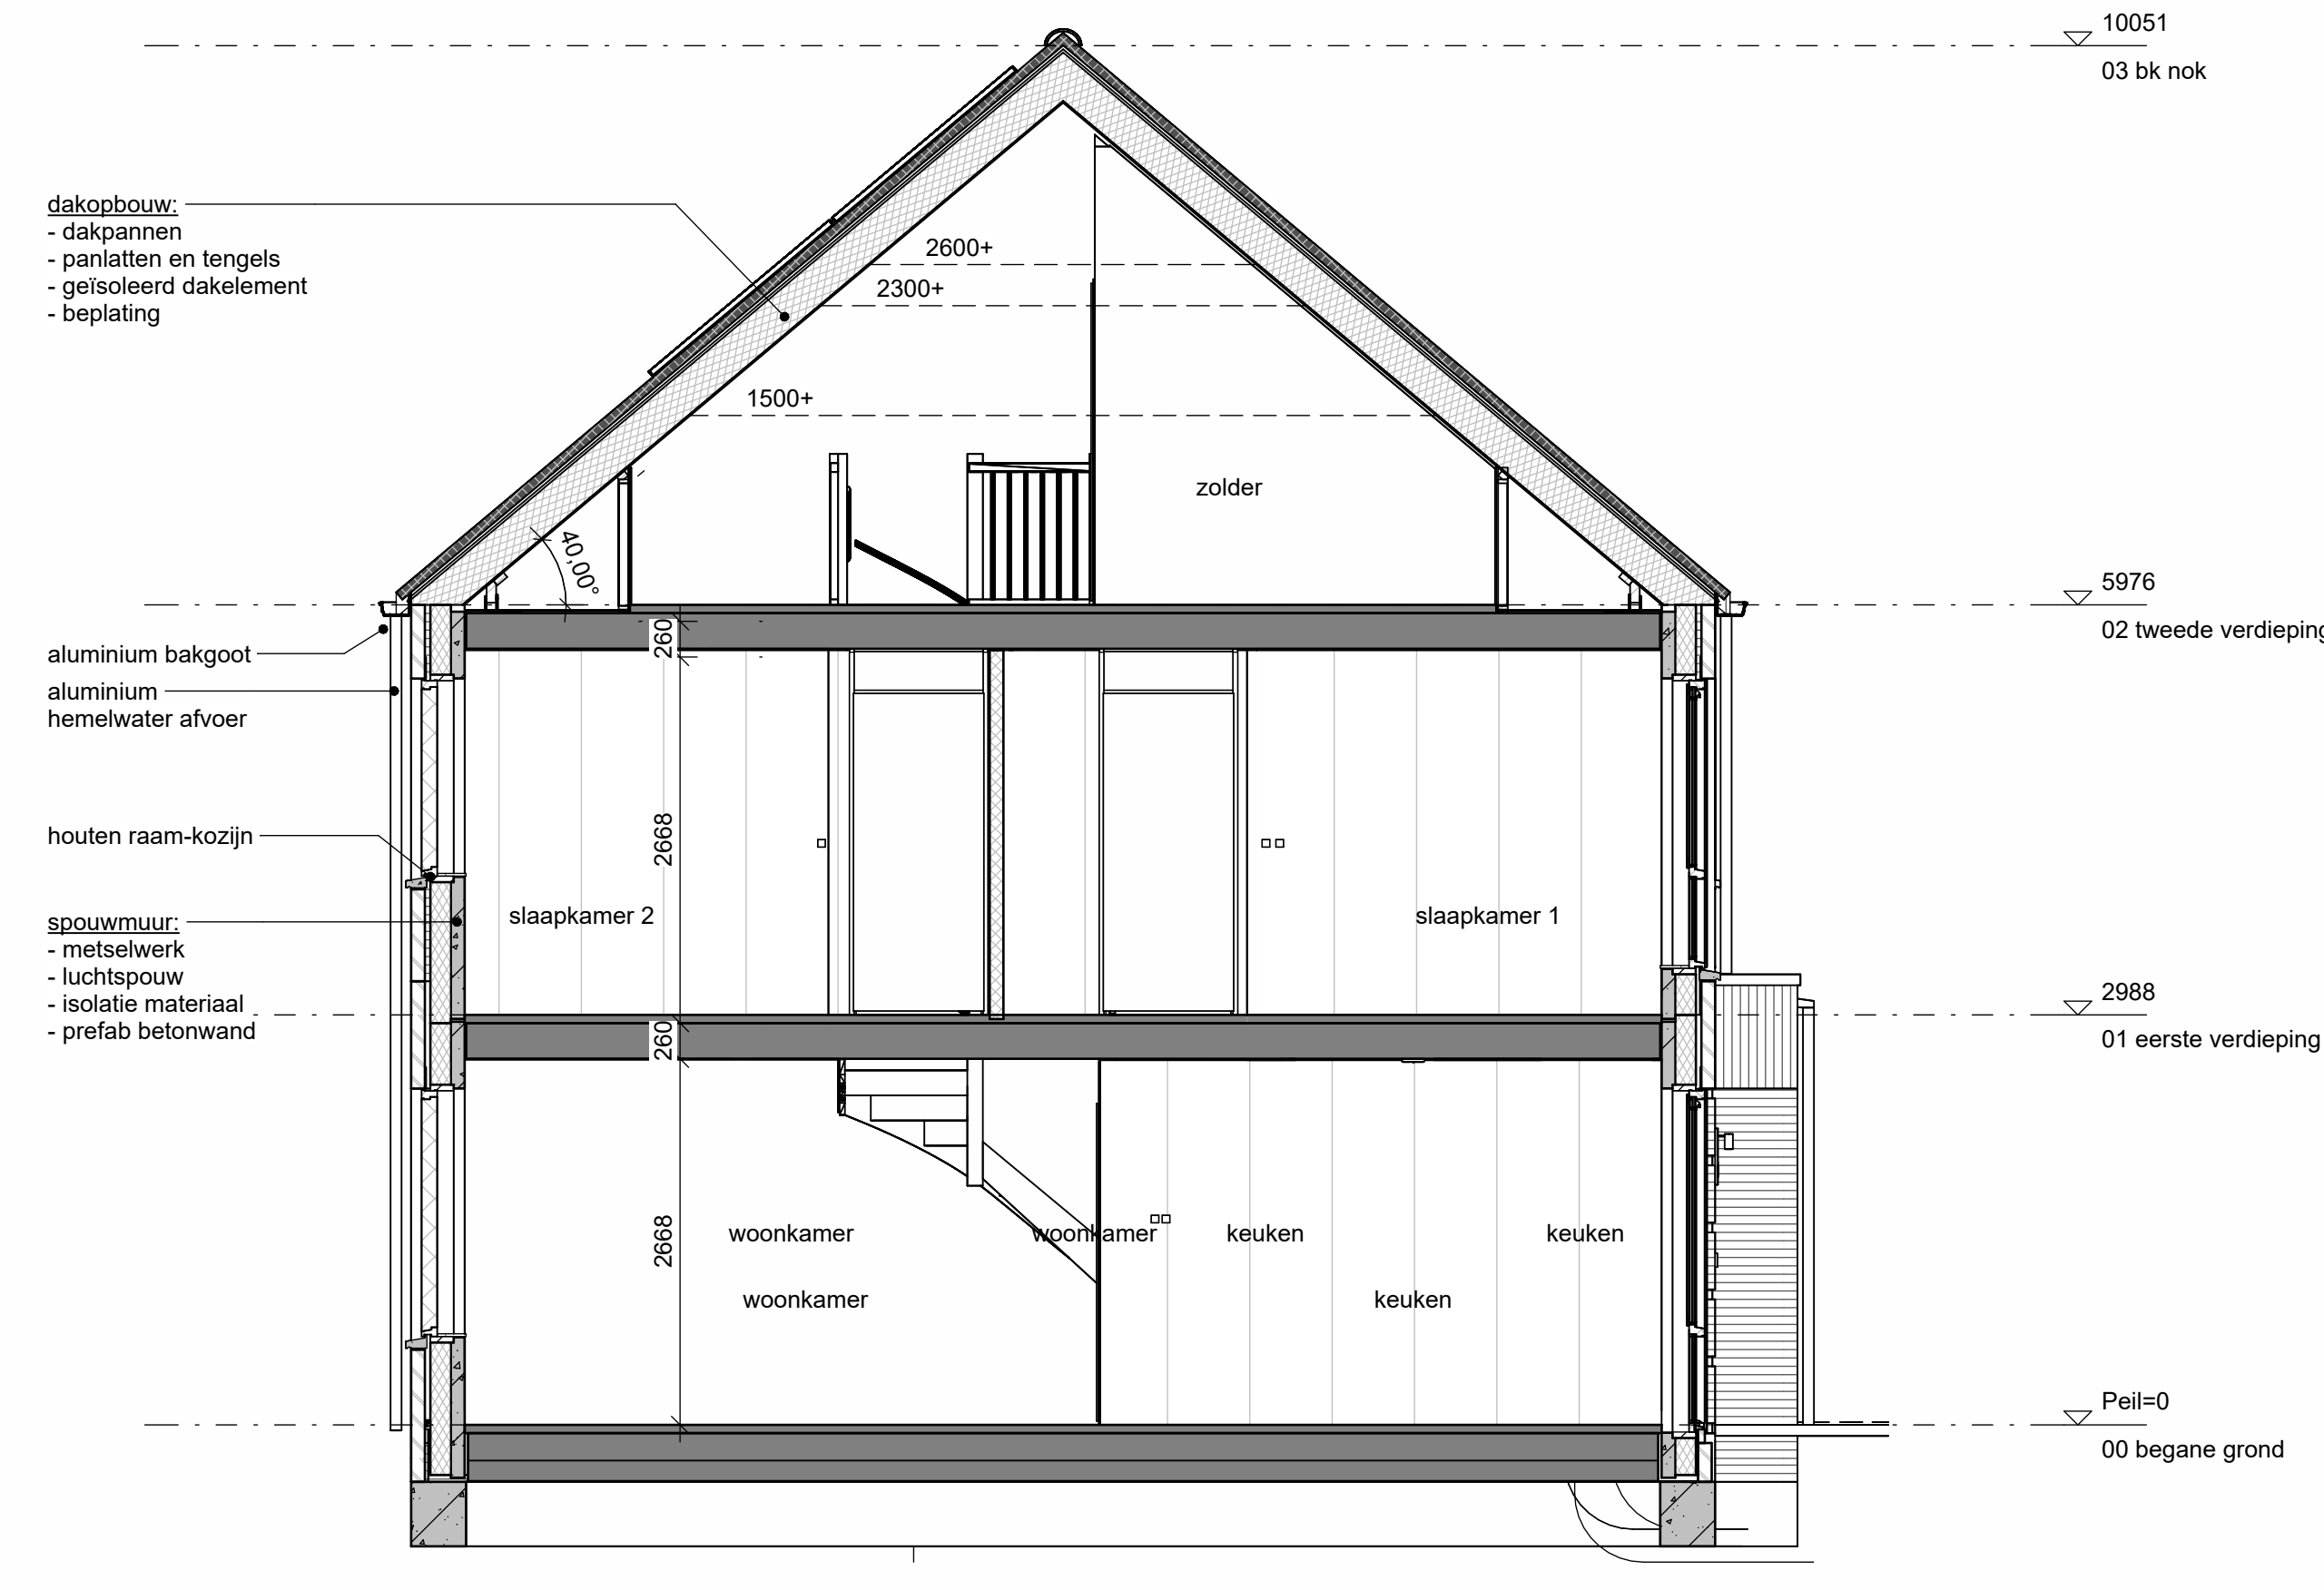 10051
03 bk nok
dakopbouw:
- dakpannen
- panlatten en tengels
- geïsoleerd dakelement
- beplating
2600+
2300+
1500+
zolder
40,00°
5976
02 tweede verdieping
260
aluminium bakgoot
aluminium
hemelwater afvoer
2668
houten raam-kozijn
slaapkamer 2
slaapkamer 1
spouwmuur:
- metselwerk
- luchtspouw
- isolatie materiaal
- prefab betonwand
2988
01 eerste verdieping
260
2668
woonkamer
woonkamer
keuken
keuken
woonkamer
keuken
Peil=0
00 begane grond